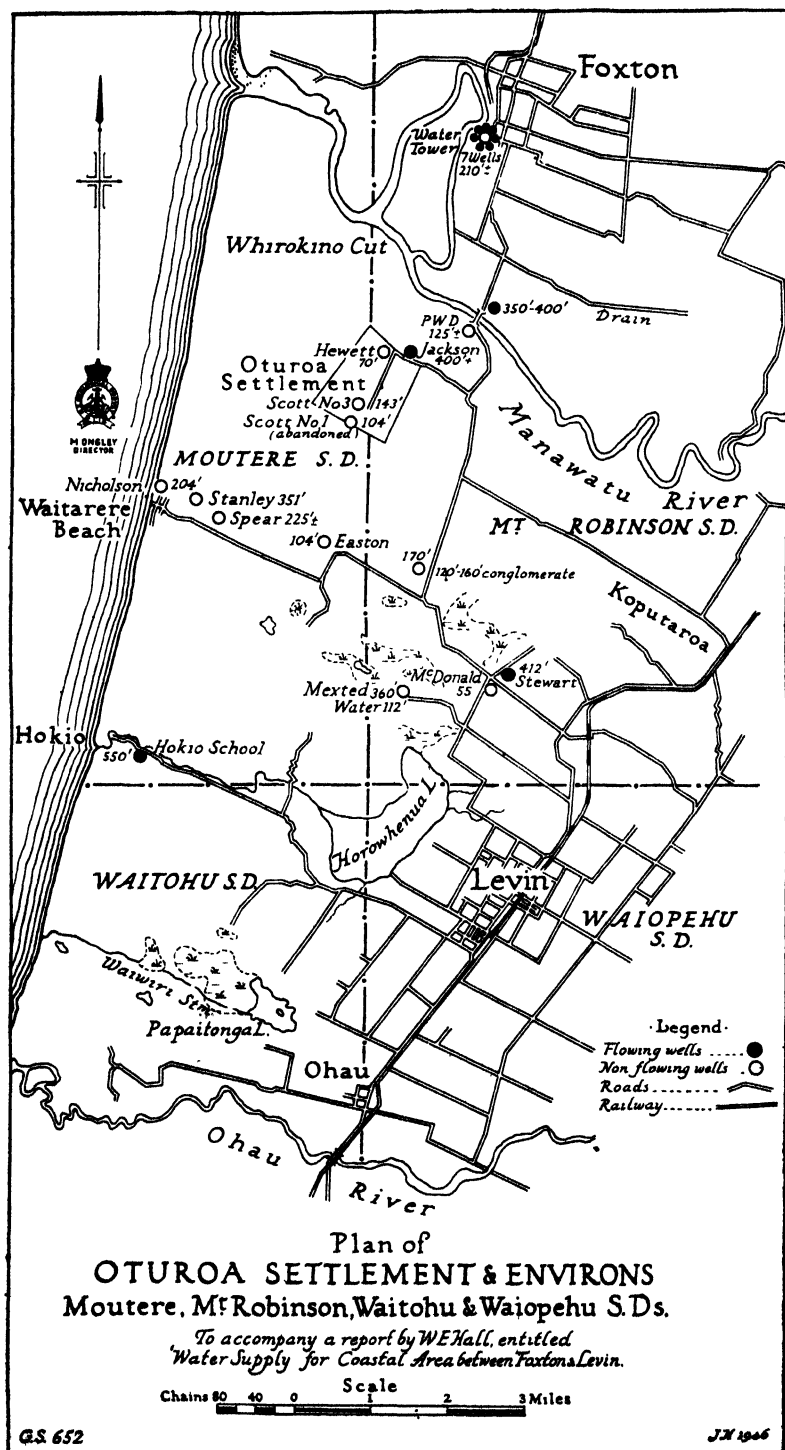 Foxton
Water
Tower
7 Wells
210'±
Whirokino Cut
350'-400'
Drain
PWD
125'±
Hewett
70'
Jackson
400'+
Oturoa
Settlement
Scott No3 143'
Scott No.1 104'
(abandoned)
M ONGLEY
DIRECTOR
Manawatu River
MOUTERE S.D.
Nicholson 204'
Waitarere
Beach
Stanley 351'
Spear 225'±
MT. ROBINSON S.D.
104' Easton
170'
120'-160' conglomerate
Koputaroa
412'
Stewart
McDonald
55
Mexted 360'
Water 112'
Hokio
Hokio School
550'
Horowhenua L.
Levin
WAITOHU S.D.
WAIOPEHU
S.D.
Waiwiri Stm.
Papaitonga L.
Ohau
Ohau River
·Legend·
Flowing wells
Non flowing wells
Roads
Railway
Plan of
OTUROA SETTLEMENT & ENVIRONS
Moutere, Mt Robinson, Waitohu & Waiopehu S.Ds.
To accompany a report by W E Hall, entitled
'Water Supply for Coastal Area between Foxton & Levin.
Scale
Chains 80 40 0 1 2 3 Miles
G.S. 652
J.H 1946